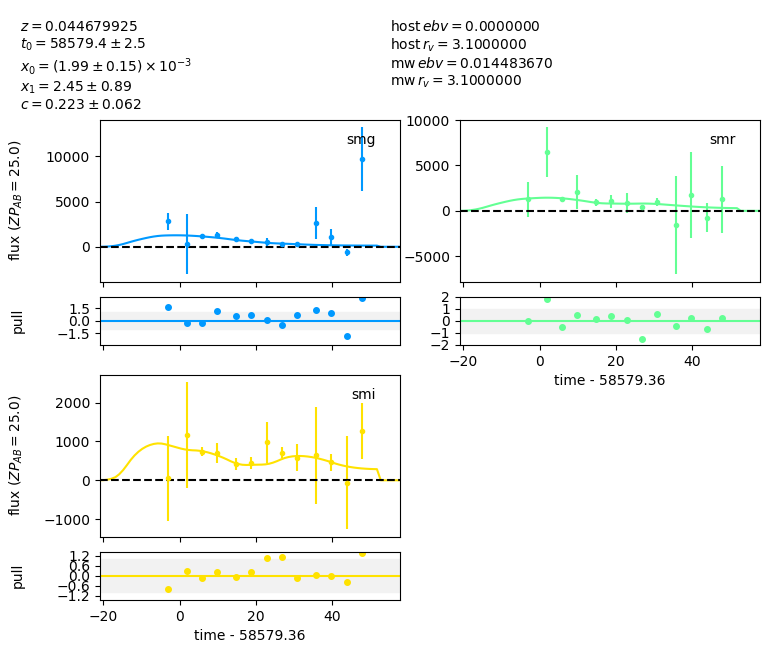 z = 0.044679925
t₀ = 58579.4 ± 2.5
x₀ = (1.99 ± 0.15) × 10⁻³
x₁ = 2.45 ± 0.89
c = 0.223 ± 0.062
host ebv = 0.0000000
host r_v = 3.1000000
mw ebv = 0.014483670
mw r_v = 3.1000000
smg
10000
5000
0
flux (ZP_AB = 25.0)
1.5
0.0
−1.5
pull
smr
10000
5000
0
−5000
2
1
0
−1
−2
−20 0 20 40
time - 58579.36
smi
2000
1000
0
−1000
flux (ZP_AB = 25.0)
1.2
0.6
0.0
−0.6
−1.2
pull
−20 0 20 40
time - 58579.36